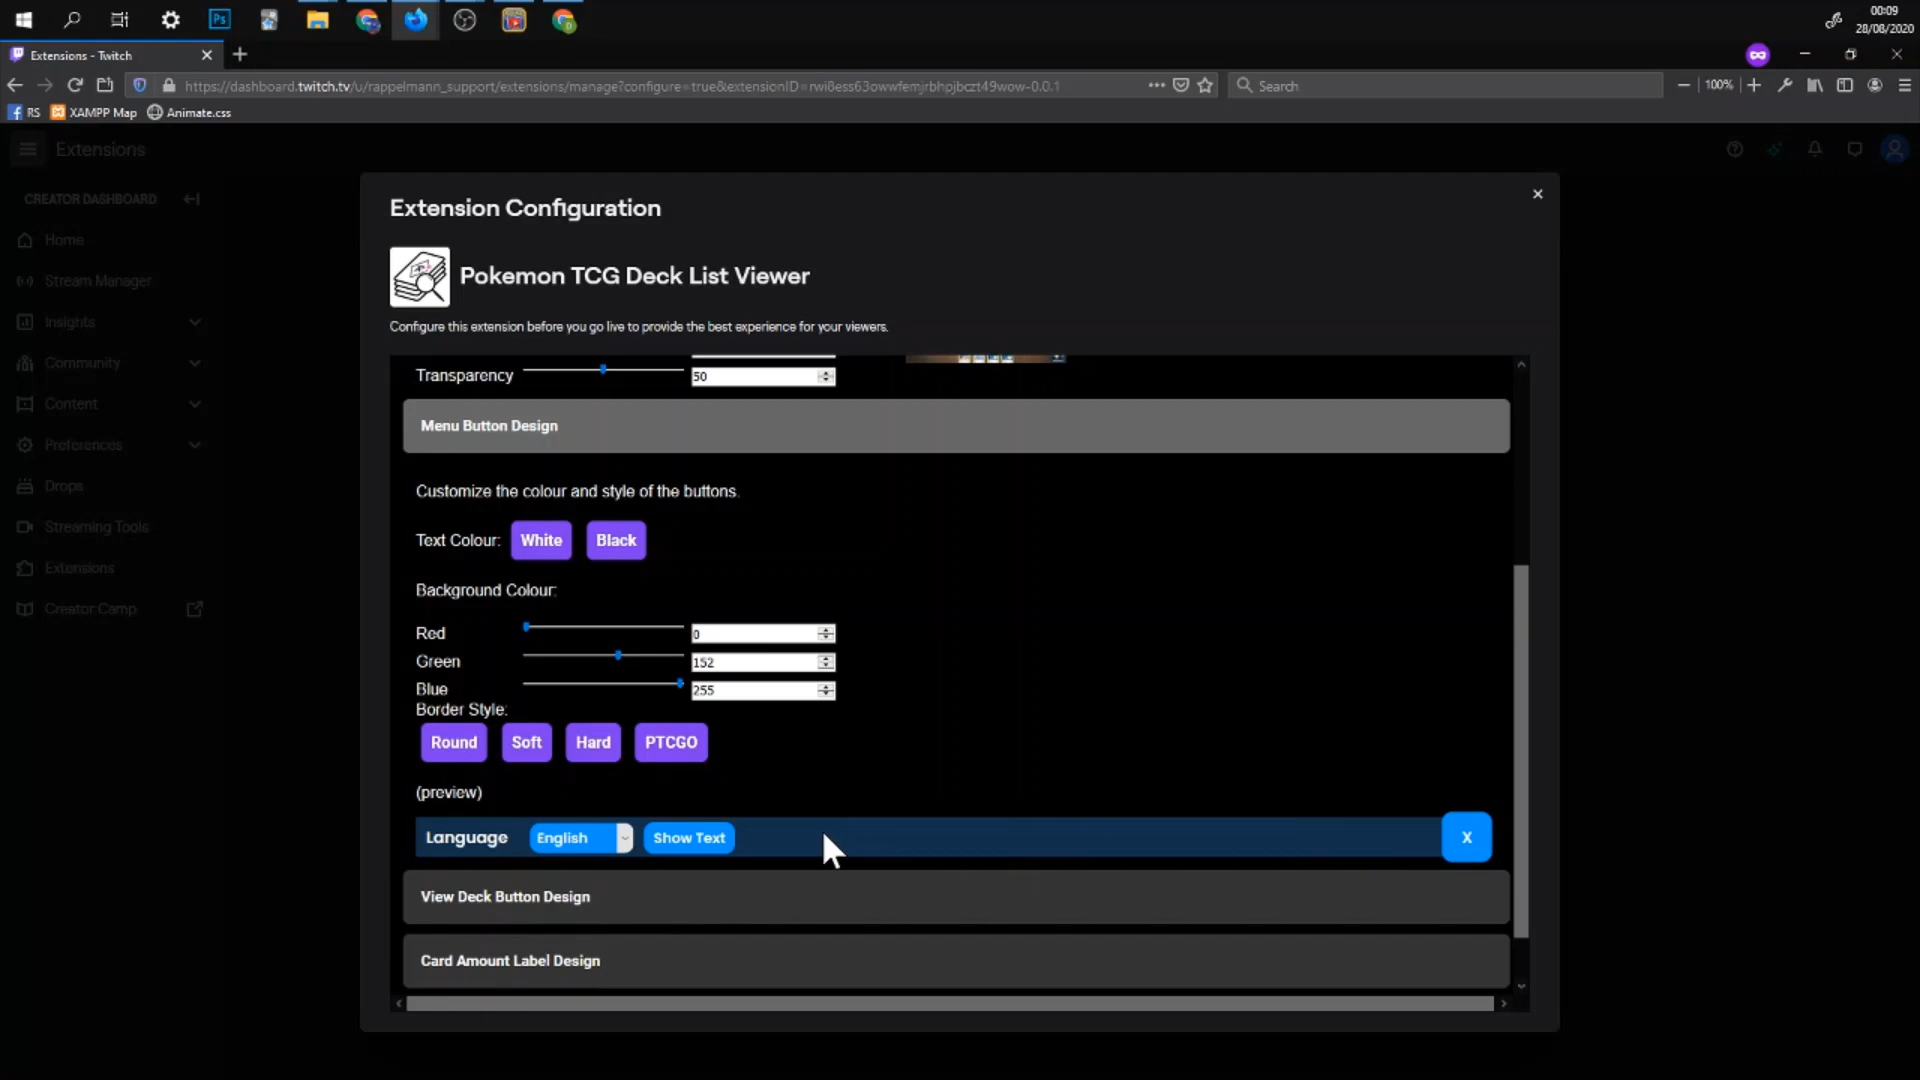 Ps
00:09
28/08/2020
Extensions - Twitch
https://dashboard.twitch.tv/u/rappelmann_support/extensions/manage?configure=true&extensionID=rwi8ess63owwfemjrbhpjbczt49wow-0.0.1
Search
100%
RS
XAMPP Map
Animate.css
Extensions
CREATOR DASHBOARD
Home
Stream Manager
Insights
Community
Content
Preferences
Drops
Streaming Tools
Extensions
Creator Camp
Extension Configuration
Pokemon TCG Deck List Viewer
Configure this extension before you go live to provide the best experience for your viewers.
Transparency 50
Menu Button Design
Customize the colour and style of the buttons.
Text Colour: White Black
Background Colour:
Red 0
Green 152
Blue 255
Border Style:
Round Soft Hard PTCGO
(preview)
Language English Show Text X
View Deck Button Design
Card Amount Label Design